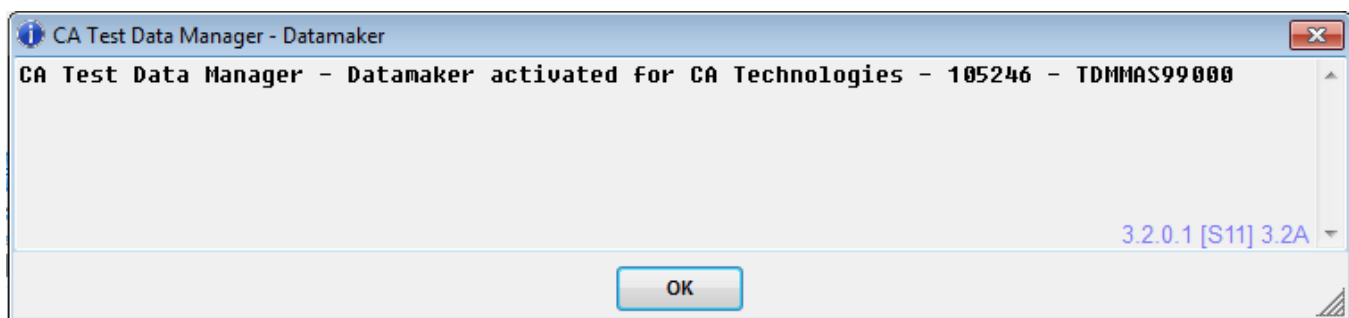 CA Test Data Manager - Datamaker
CA Test Data Manager - Datamaker activated for CA Technologies - 105246 - TDMMAS99000
3.2.0.1 [S11] 3.2A
OK